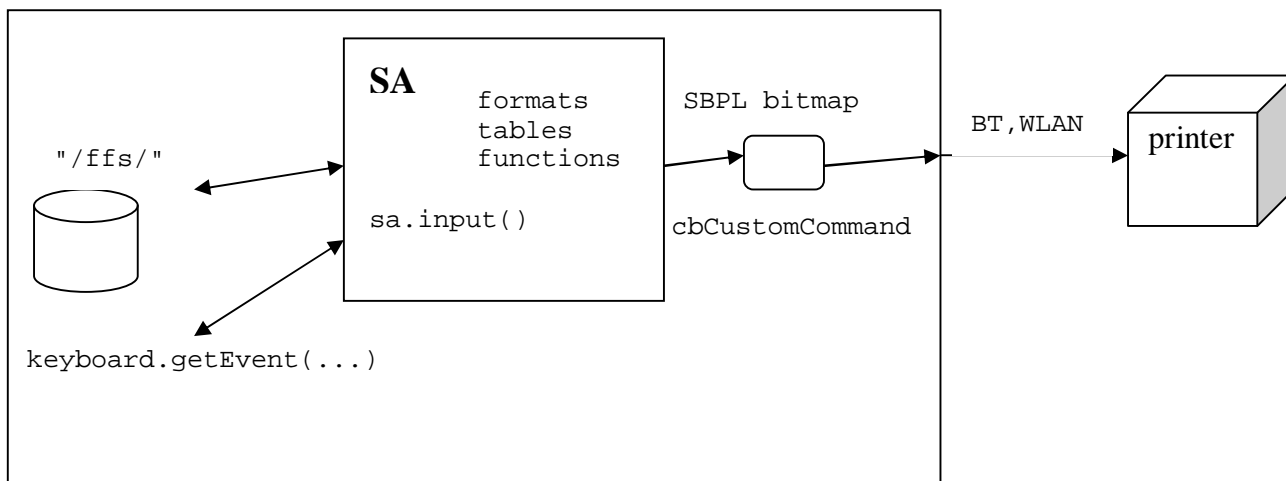 SA
formats
tables
functions
sa.input()
"/ffs/"
keyboard.getEvent(...)
SBPL bitmap
cbCustomCommand
BT,WLAN
printer